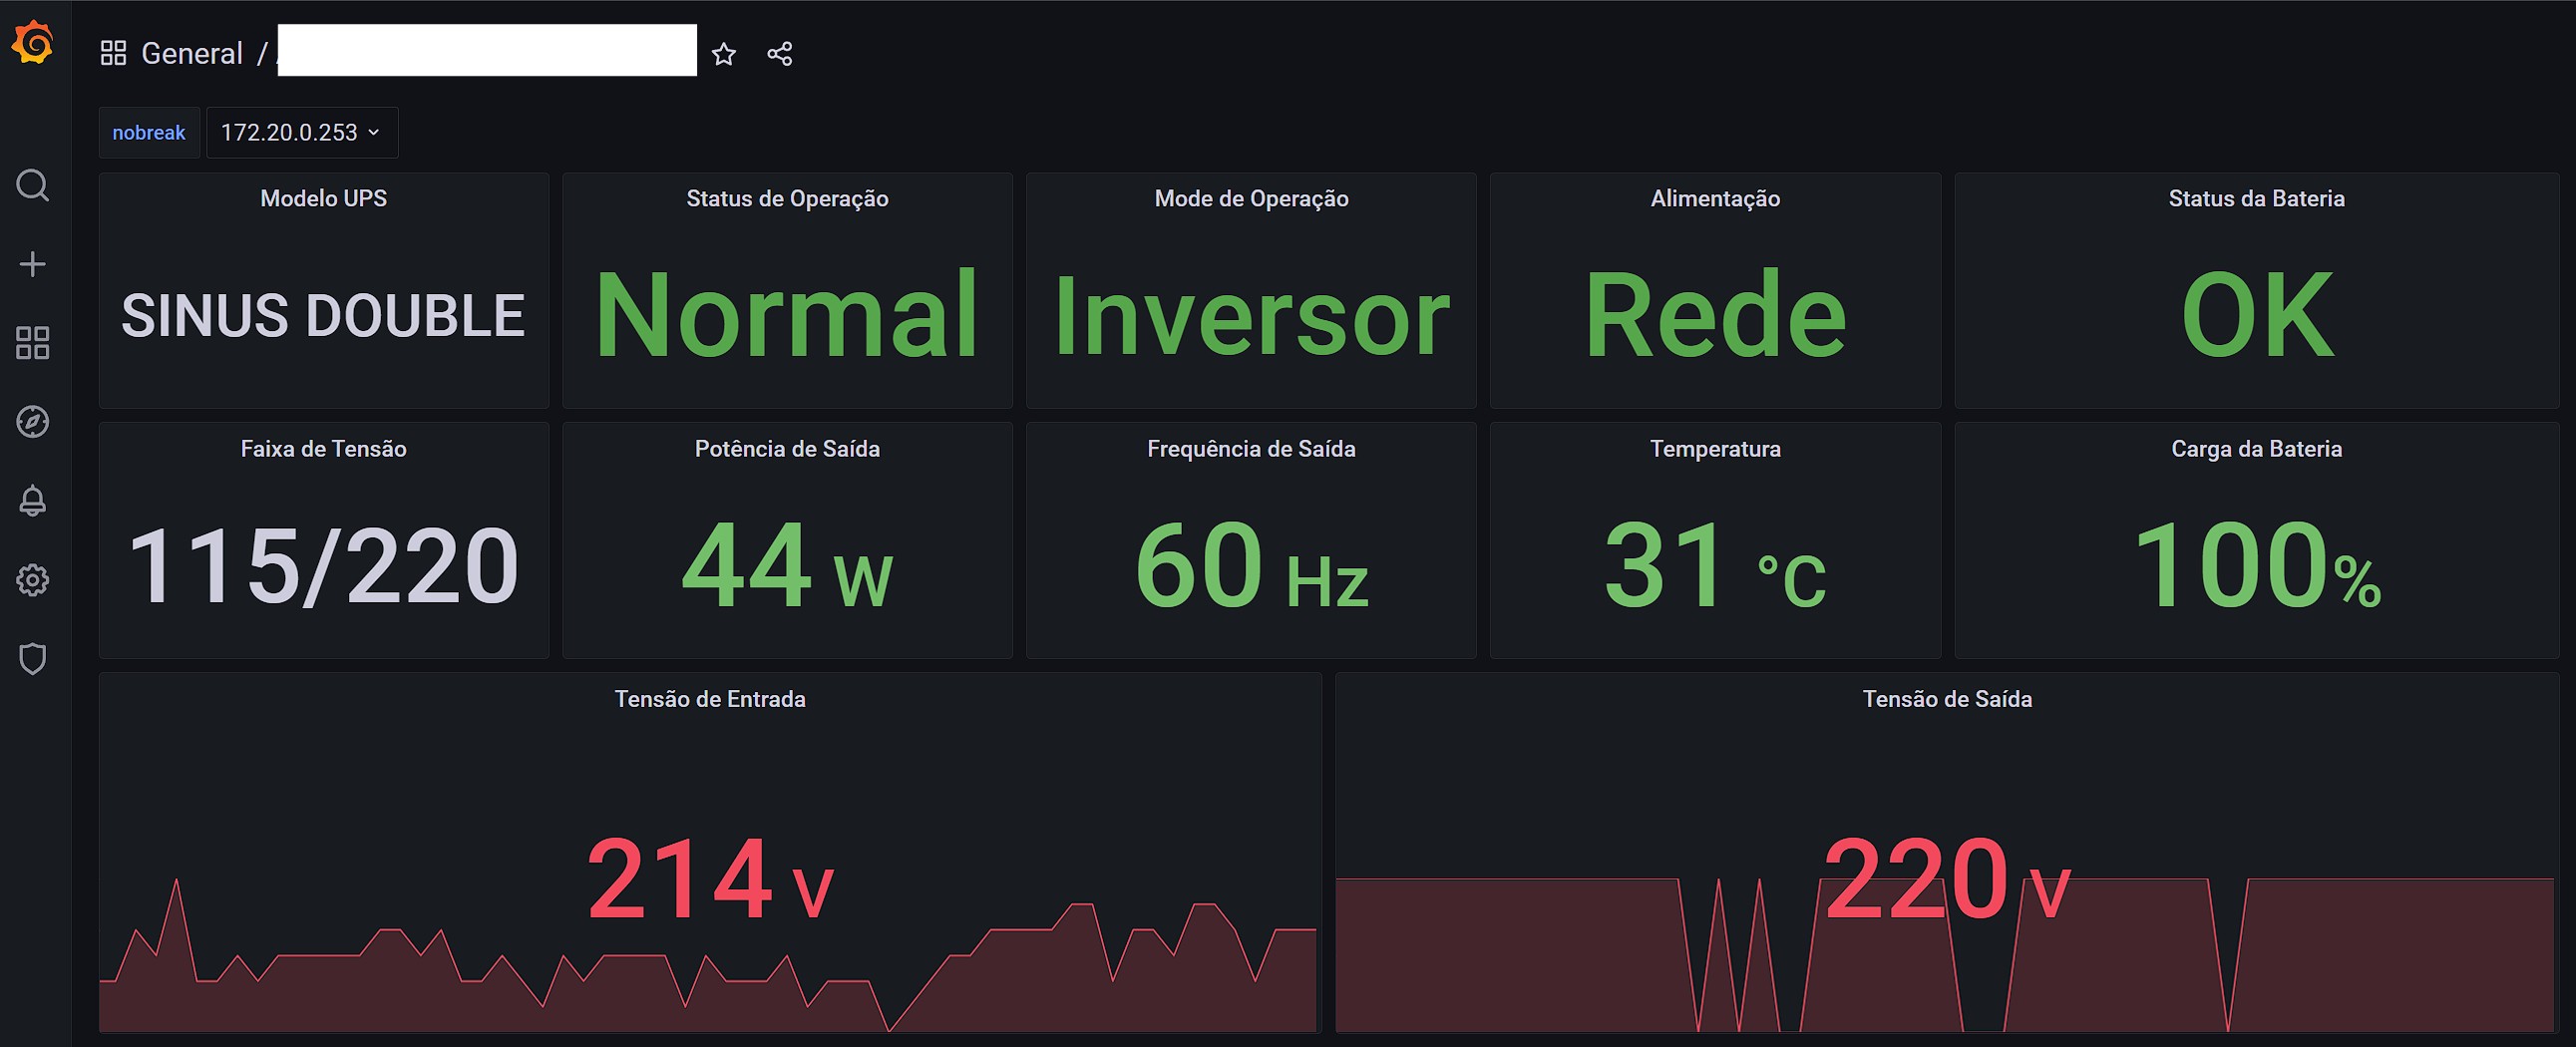 General /
nobreak 172.20.0.253
Modelo UPS
SINUS DOUBLE
Status de Operação
Normal
Mode de Operação
Inversor
Alimentação
Rede
Status da Bateria
OK
Faixa de Tensão
115/220
Potência de Saída
44 W
Frequência de Saída
60 Hz
Temperatura
31 °C
Carga da Bateria
100%
Tensão de Entrada
214 V
Tensão de Saída
220 V